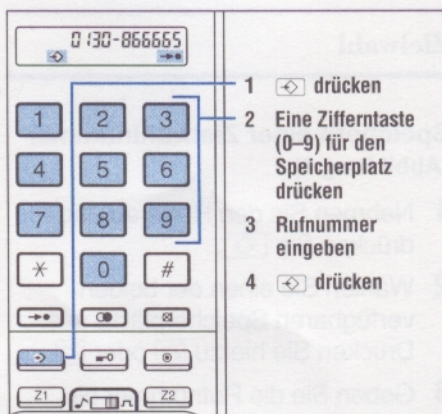 0130-866665
1 2 3
4 5 6
7 8 9
* 0 #
Z1 Z2
1 drücken
2 Eine Zifferntaste
(0–9) für den
Speicherplatz
drücken
3 Rufnummer
eingeben
4 drücken